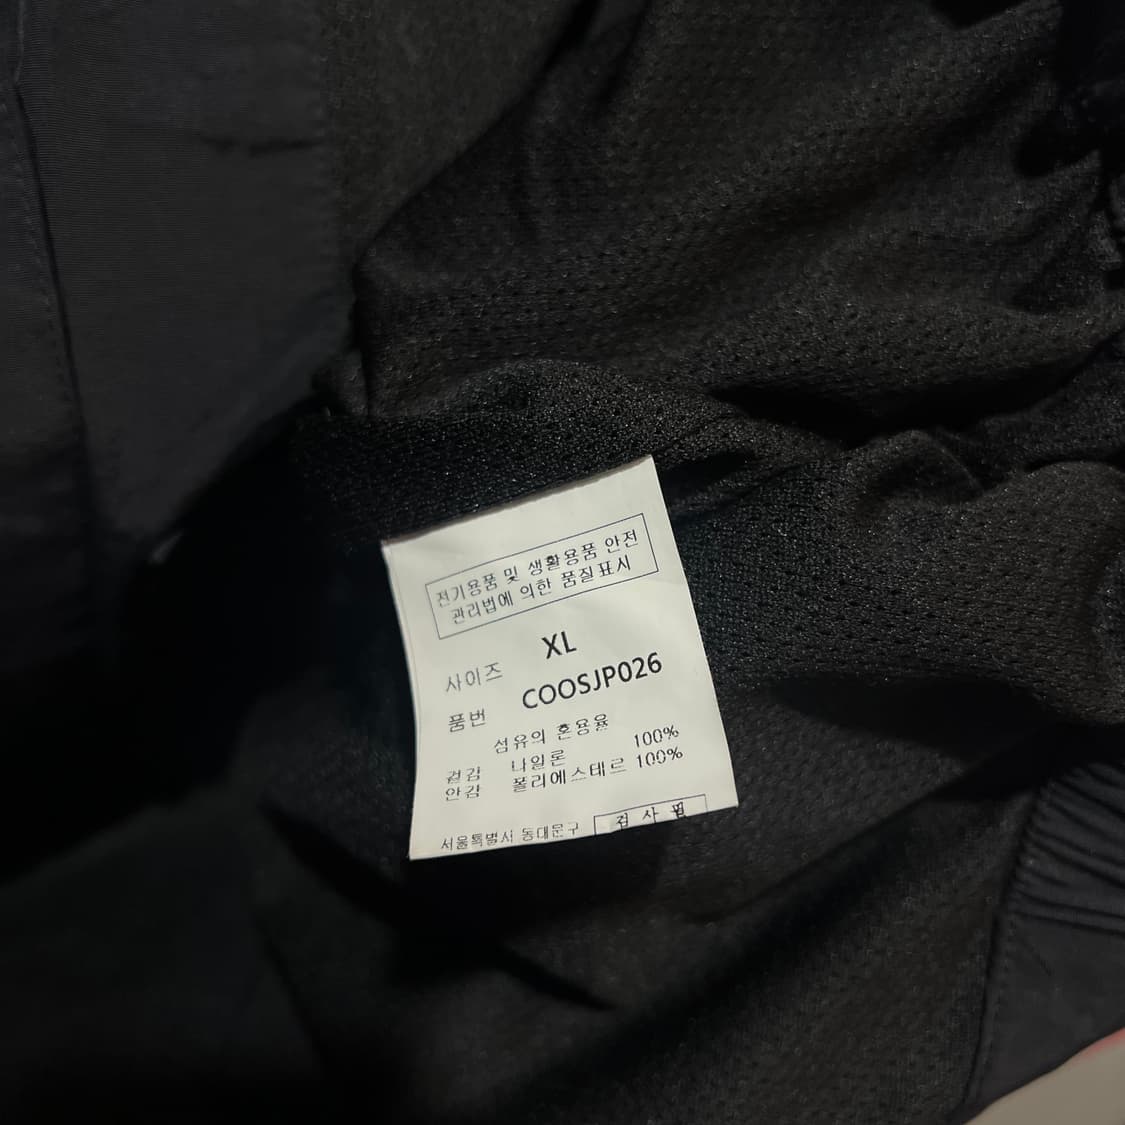 전기용품 및 생활용품 안전
관리법에 의한 품질표시
사이즈 XL
품번 COOSJP026
섬유의 혼용율
겉감 나일론 100%
안감 폴리에스테르 100%
서울특별시 동대문구 검사필